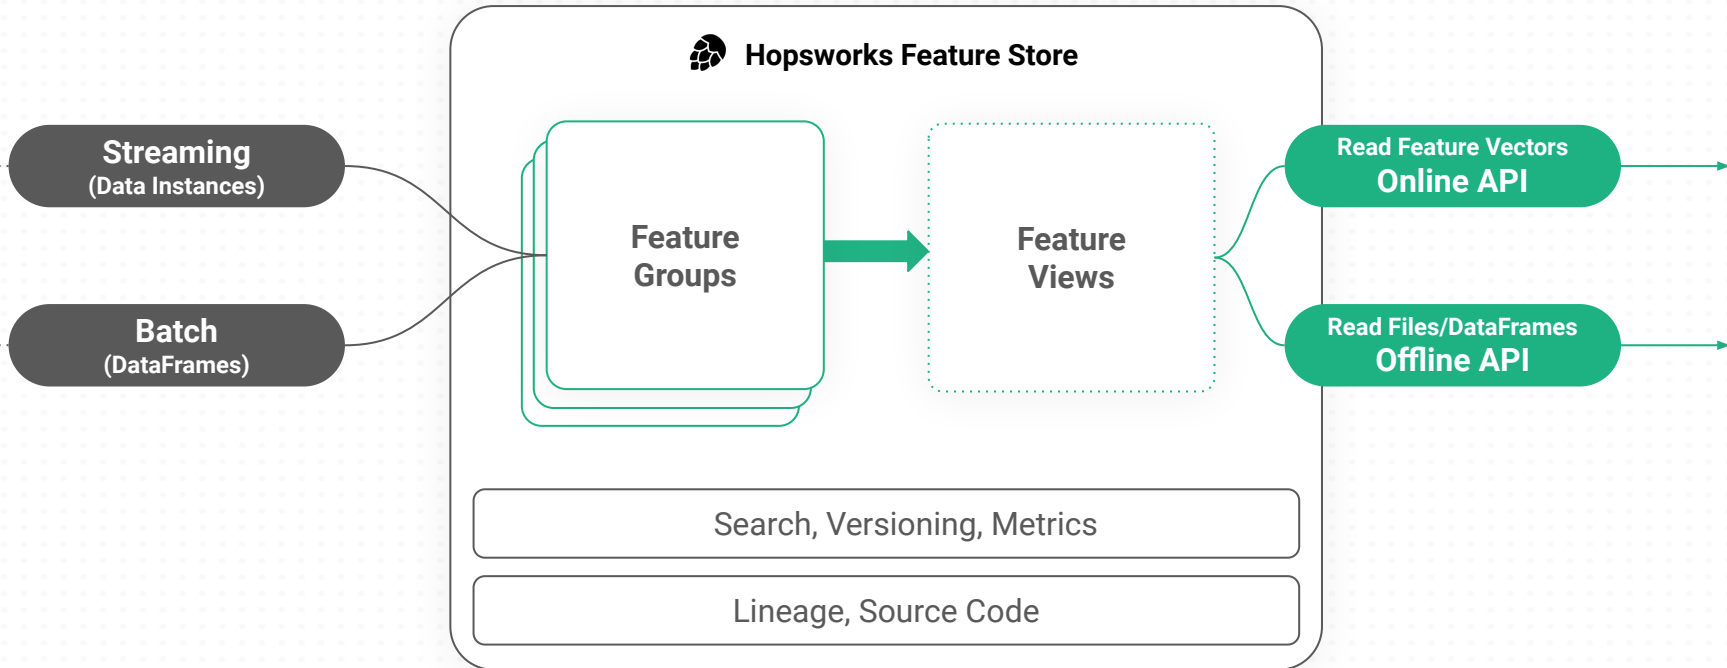 Hopsworks Feature Store
Streaming
(Data Instances)
Batch
(DataFrames)
Feature
Groups
Feature
Views
Read Feature Vectors
Online API
Read Files/DataFrames
Offline API
Search, Versioning, Metrics
Lineage, Source Code